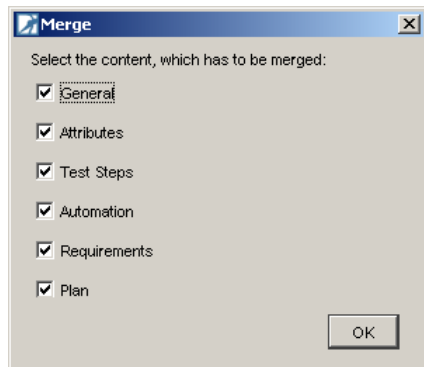 Merge
Select the content, which has to be merged:
General
Attributes
Test Steps
Automation
Requirements
Plan
OK